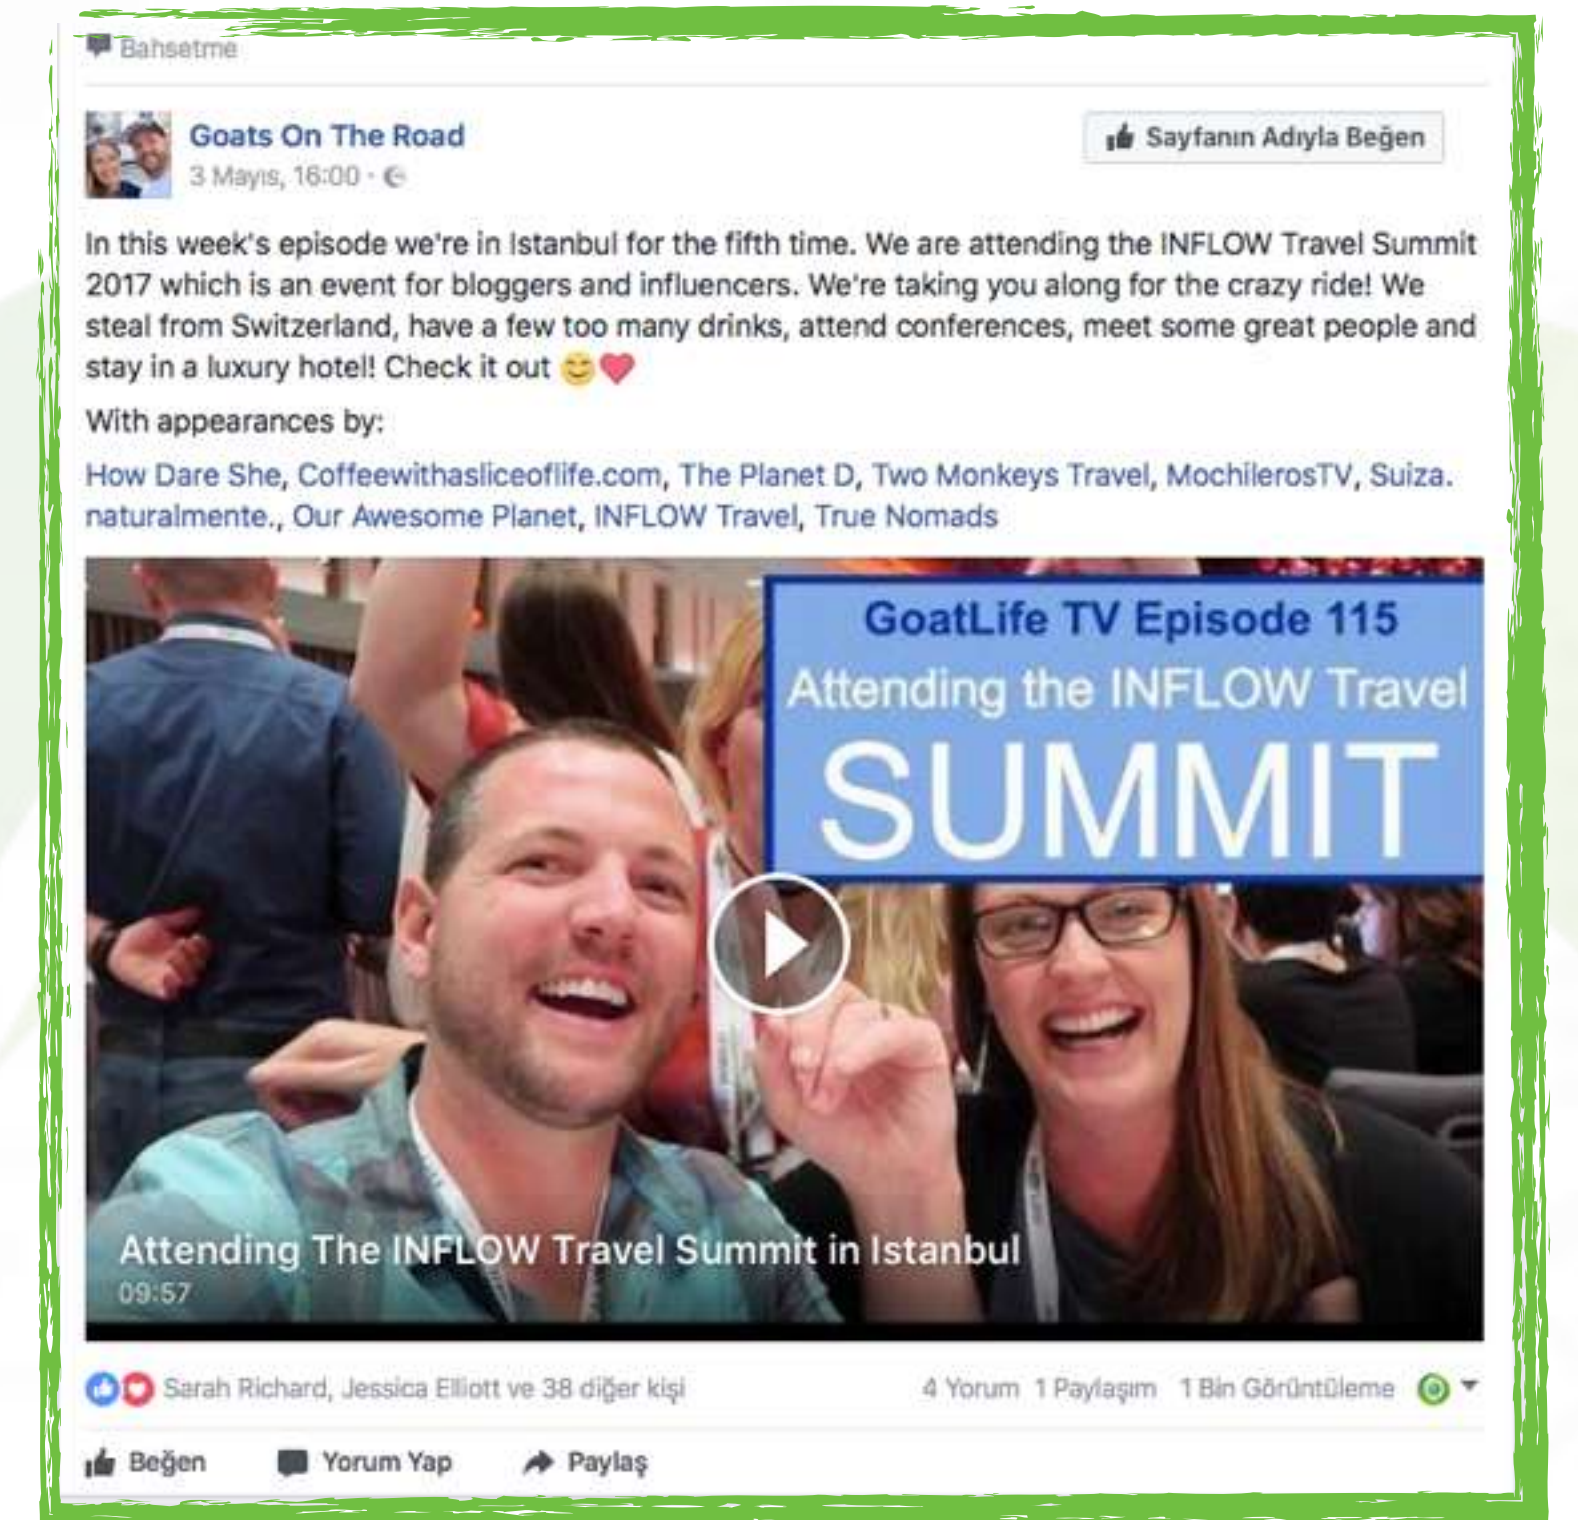 Bahsetme
Goats On The Road
Sayfanın Adıyla Beğen
3 Mayıs, 16:00 ·
In this week's episode we're in Istanbul for the fifth time. We are attending the INFLOW Travel Summit
2017 which is an event for bloggers and influencers. We're taking you along for the crazy ride! We
steal from Switzerland, have a few too many drinks, attend conferences, meet some great people and
stay in a luxury hotel! Check it out 😊❤
With appearances by:
How Dare She, Coffeewithasliceoflife.com, The Planet D, Two Monkeys Travel, MochilerosTV, Suiza.
naturalmente., Our Awesome Planet, INFLOW Travel, True Nomads
GoatLife TV Episode 115
Attending the INFLOW Travel
SUMMIT
Attending The INFLOW Travel Summit in Istanbul
09:57
Sarah Richard, Jessica Elliott ve 38 diğer kişi
4 Yorum 1 Paylaşım 1 Bin Görüntüleme
Beğen Yorum Yap Paylaş